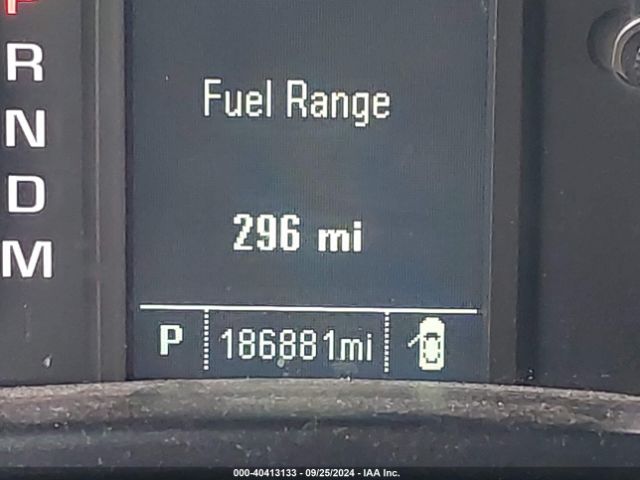 P
R
N
D
M
Fuel Range
296 mi
P 186881mi
000-40413133 - 09/25/2024 - IAA Inc.